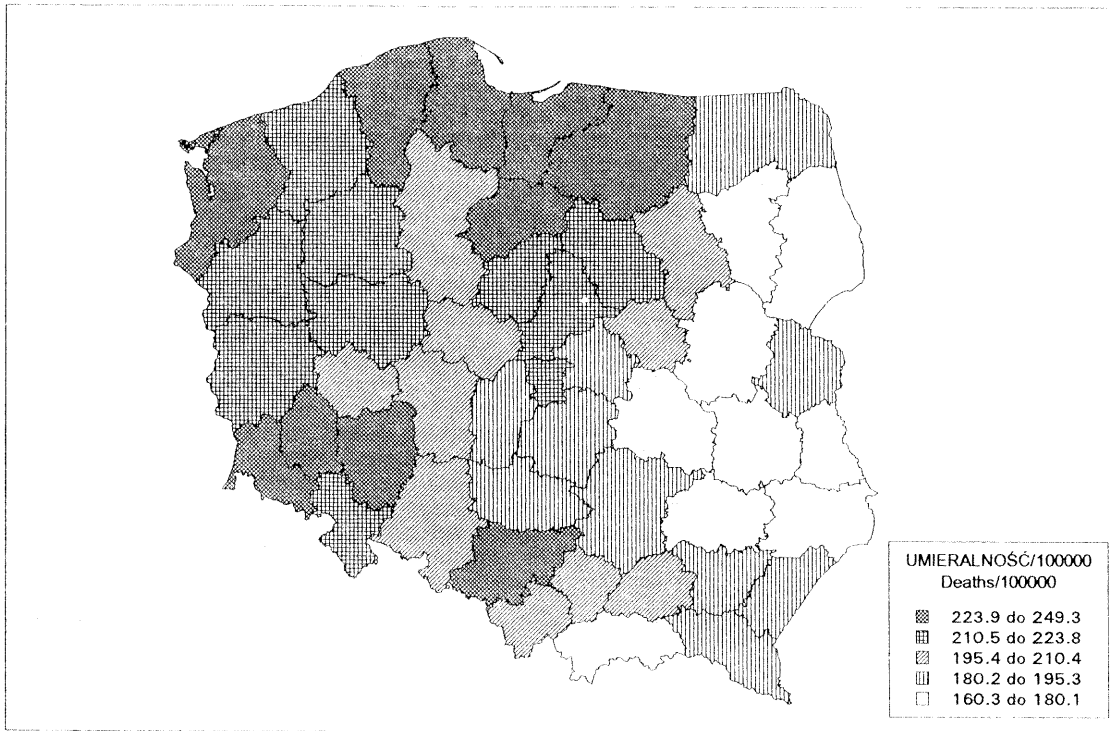 UMIERALNOŚĆ/100000
Deaths/100000
223.9 do 249.3
210.5 do 223.8
195.4 do 210.4
180.2 do 195.3
160.3 do 180.1